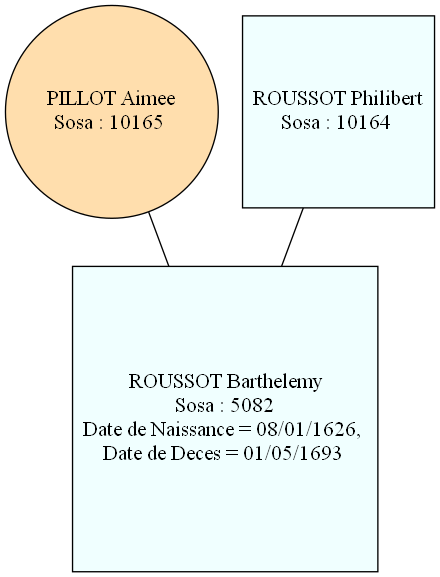 PILLOT Aimee
Sosa : 10165
ROUSSOT Philibert
Sosa : 10164
ROUSSOT Barthelemy
Sosa : 5082
Date de Naissance = 08/01/1626,
Date de Deces = 01/05/1693